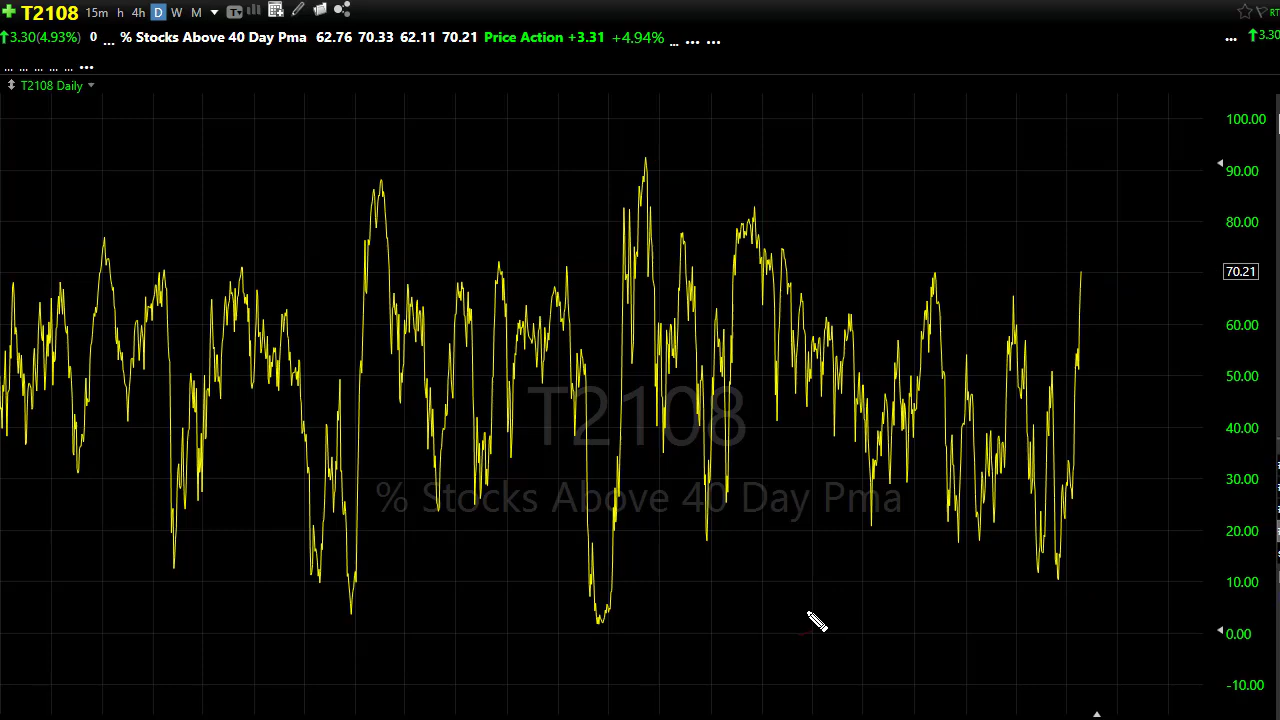 T2108 15m h 4h D W M T RT
3.30(4.93%) 0 ... % Stocks Above 40 Day Pma 62.76 70.33 62.11 70.21 Price Action +3.31 +4.94% ... ... ... ... 3.30
... ... ... ... ... ...
T2108 Daily
100.00
90.00
80.00
70.21
60.00
50.00
40.00
30.00
20.00
10.00
0.00
-10.00
T2108
% Stocks Above 40 Day Pma